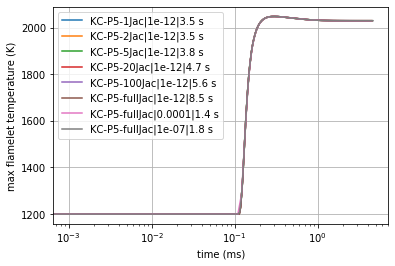 KC-P5-1Jac|1e-12|3.5 s
KC-P5-2Jac|1e-12|3.5 s
KC-P5-5Jac|1e-12|3.8 s
KC-P5-20Jac|1e-12|4.7 s
KC-P5-100Jac|1e-12|5.6 s
KC-P5-fullJac|1e-12|8.5 s
KC-P5-fullJac|0.0001|1.4 s
KC-P5-fullJac|1e-07|1.8 s
max flamelet temperature (K)
2000
1800
1600
1400
1200
10⁻³ 10⁻² 10⁻¹ 10⁰
time (ms)